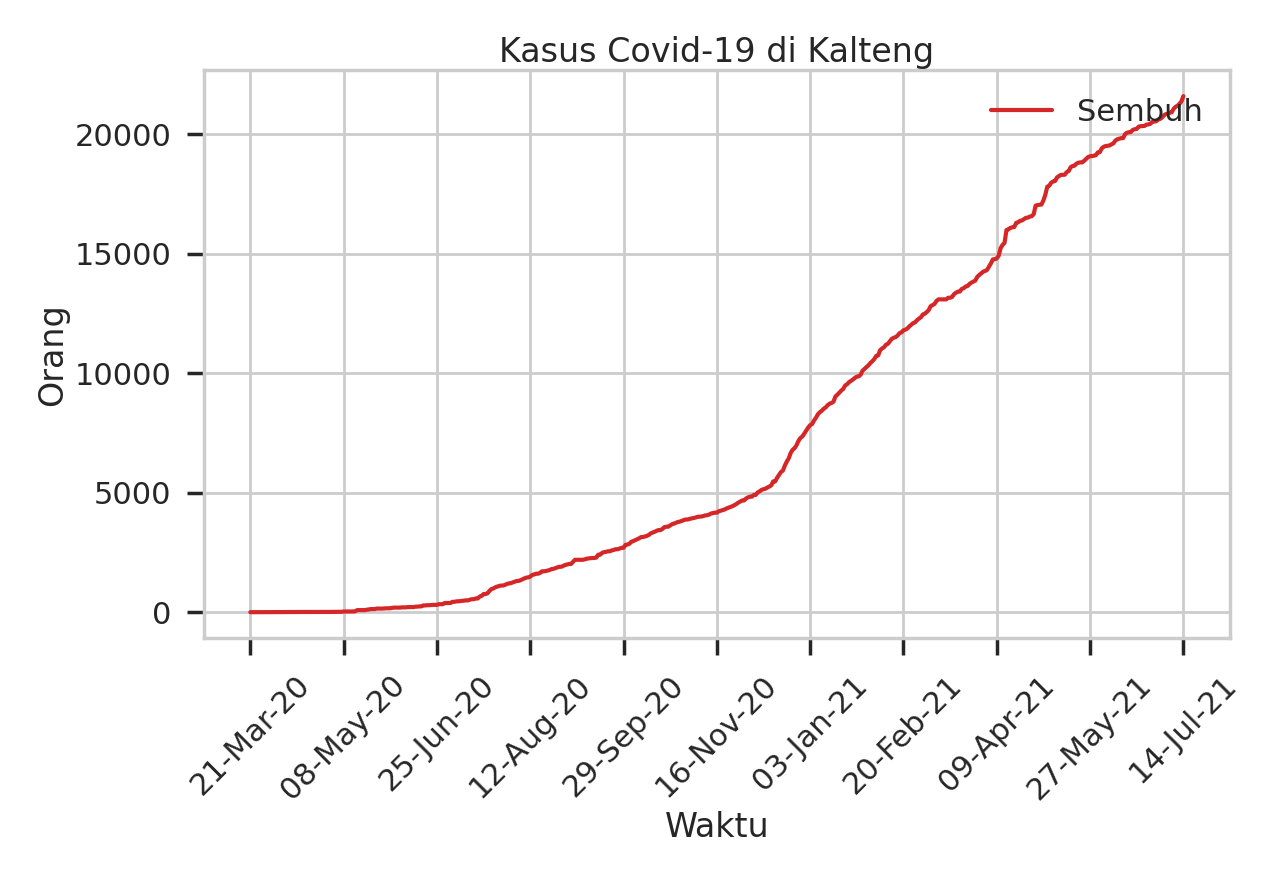 Kasus Covid-19 di Kalteng
Sembuh
Orang
20000
15000
10000
5000
0
21-Mar-20
08-May-20
25-Jun-20
12-Aug-20
29-Sep-20
16-Nov-20
03-Jan-21
20-Feb-21
09-Apr-21
27-May-21
14-Jul-21
Waktu